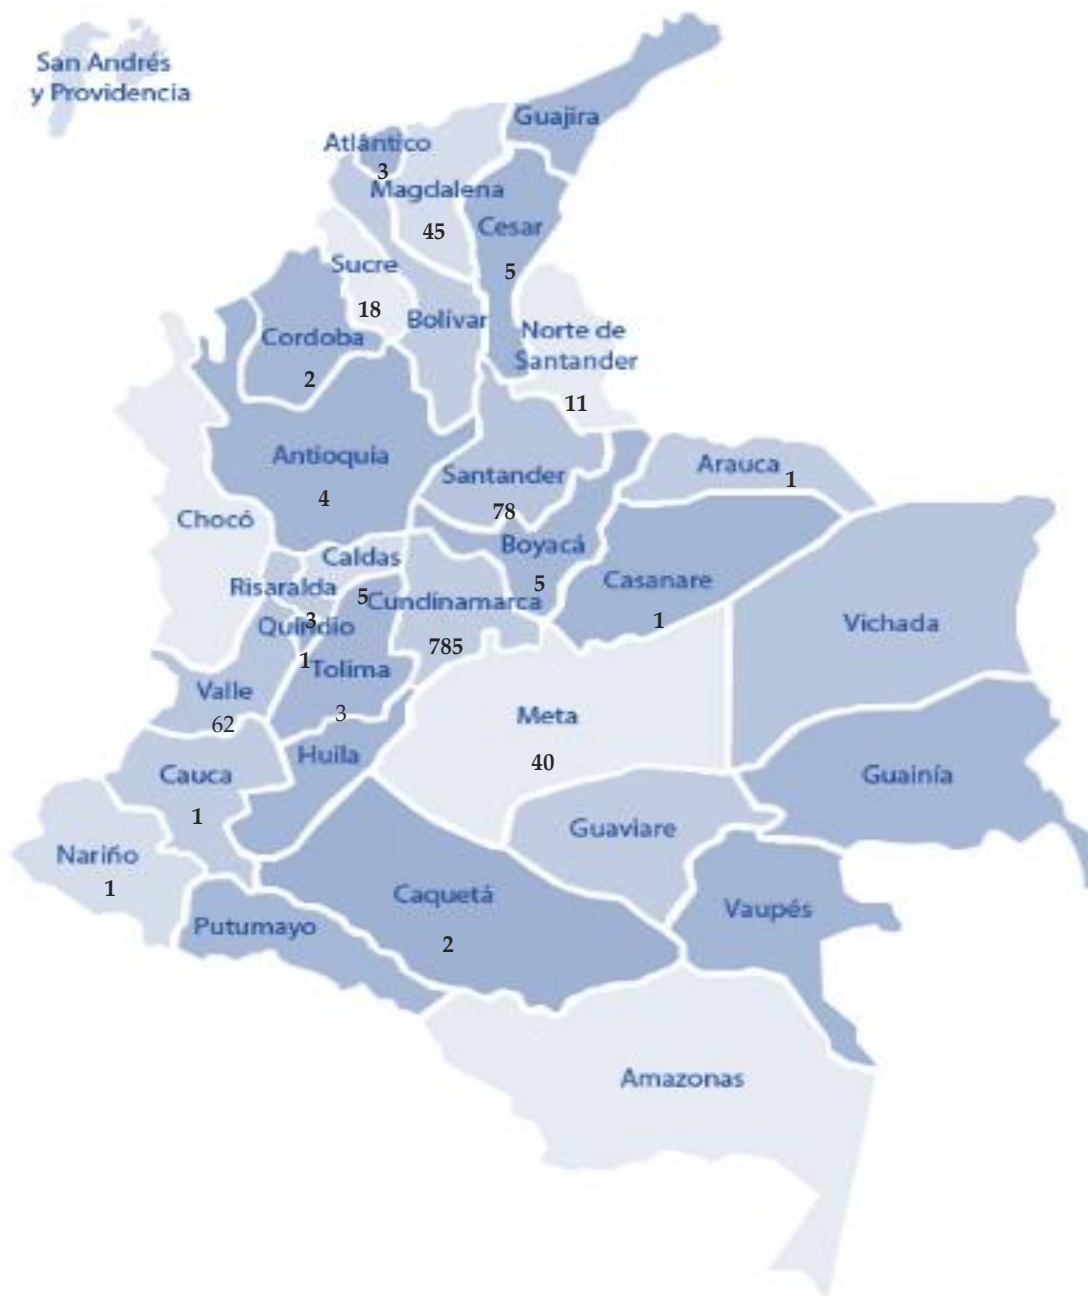 San Andrés
y Providencia
Guajira
Atlántico
3
Magdalena
45
Cesar
5
Sucre
18
Bolívar
Cordoba
2
Norte de
Santander
11
Antioquia
4
Santander
78
Arauca
1
Chocó
Boyacá
5
Caldas
5
Casanare
1
Risaralda
3
Cundinamarca
785
Quindio
1
Tolima
3
Vichada
Valle
62
Meta
40
Huila
Cauca
1
Guainía
Guaviare
Nariño
1
Caquetá
2
Vaupés
Putumayo
Amazonas